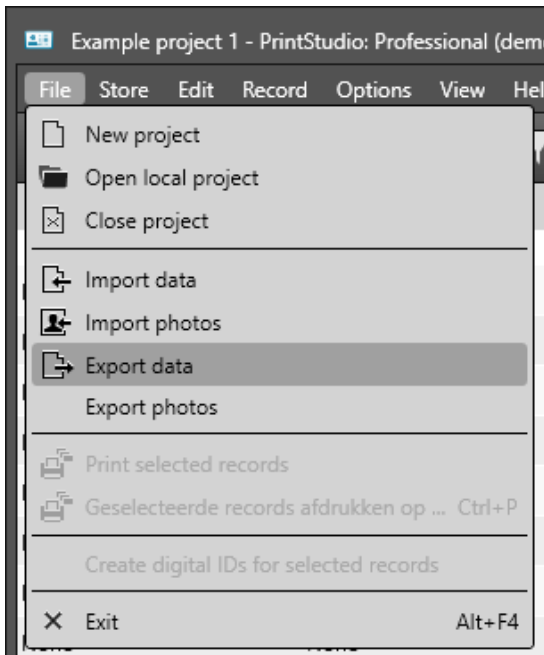 Example project 1 - PrintStudio: Professional (dem
File Store Edit Record Options View Hel
New project
Open local project
Close project
Import data
Import photos
Export data
Export photos
Print selected records
Geselecteerde records afdrukken op ... Ctrl+P
Create digital IDs for selected records
Exit Alt+F4